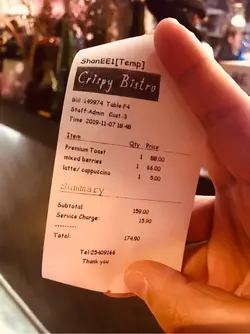 ShonEE1[Temp]
Crispy Bistro
Bill 149974 Table:F4
Staff:Admin Cust.:3
Time 2019-11-07 18:48
Item Qty Price
Premium Toast 1 88.00
mixed berries 1 66.00
latte/ cappuccino 1 5.00
Summary
Subtotal: 159.00
Service Charge: 15.90
Total: 174.90
Tel:25409166
Thank you